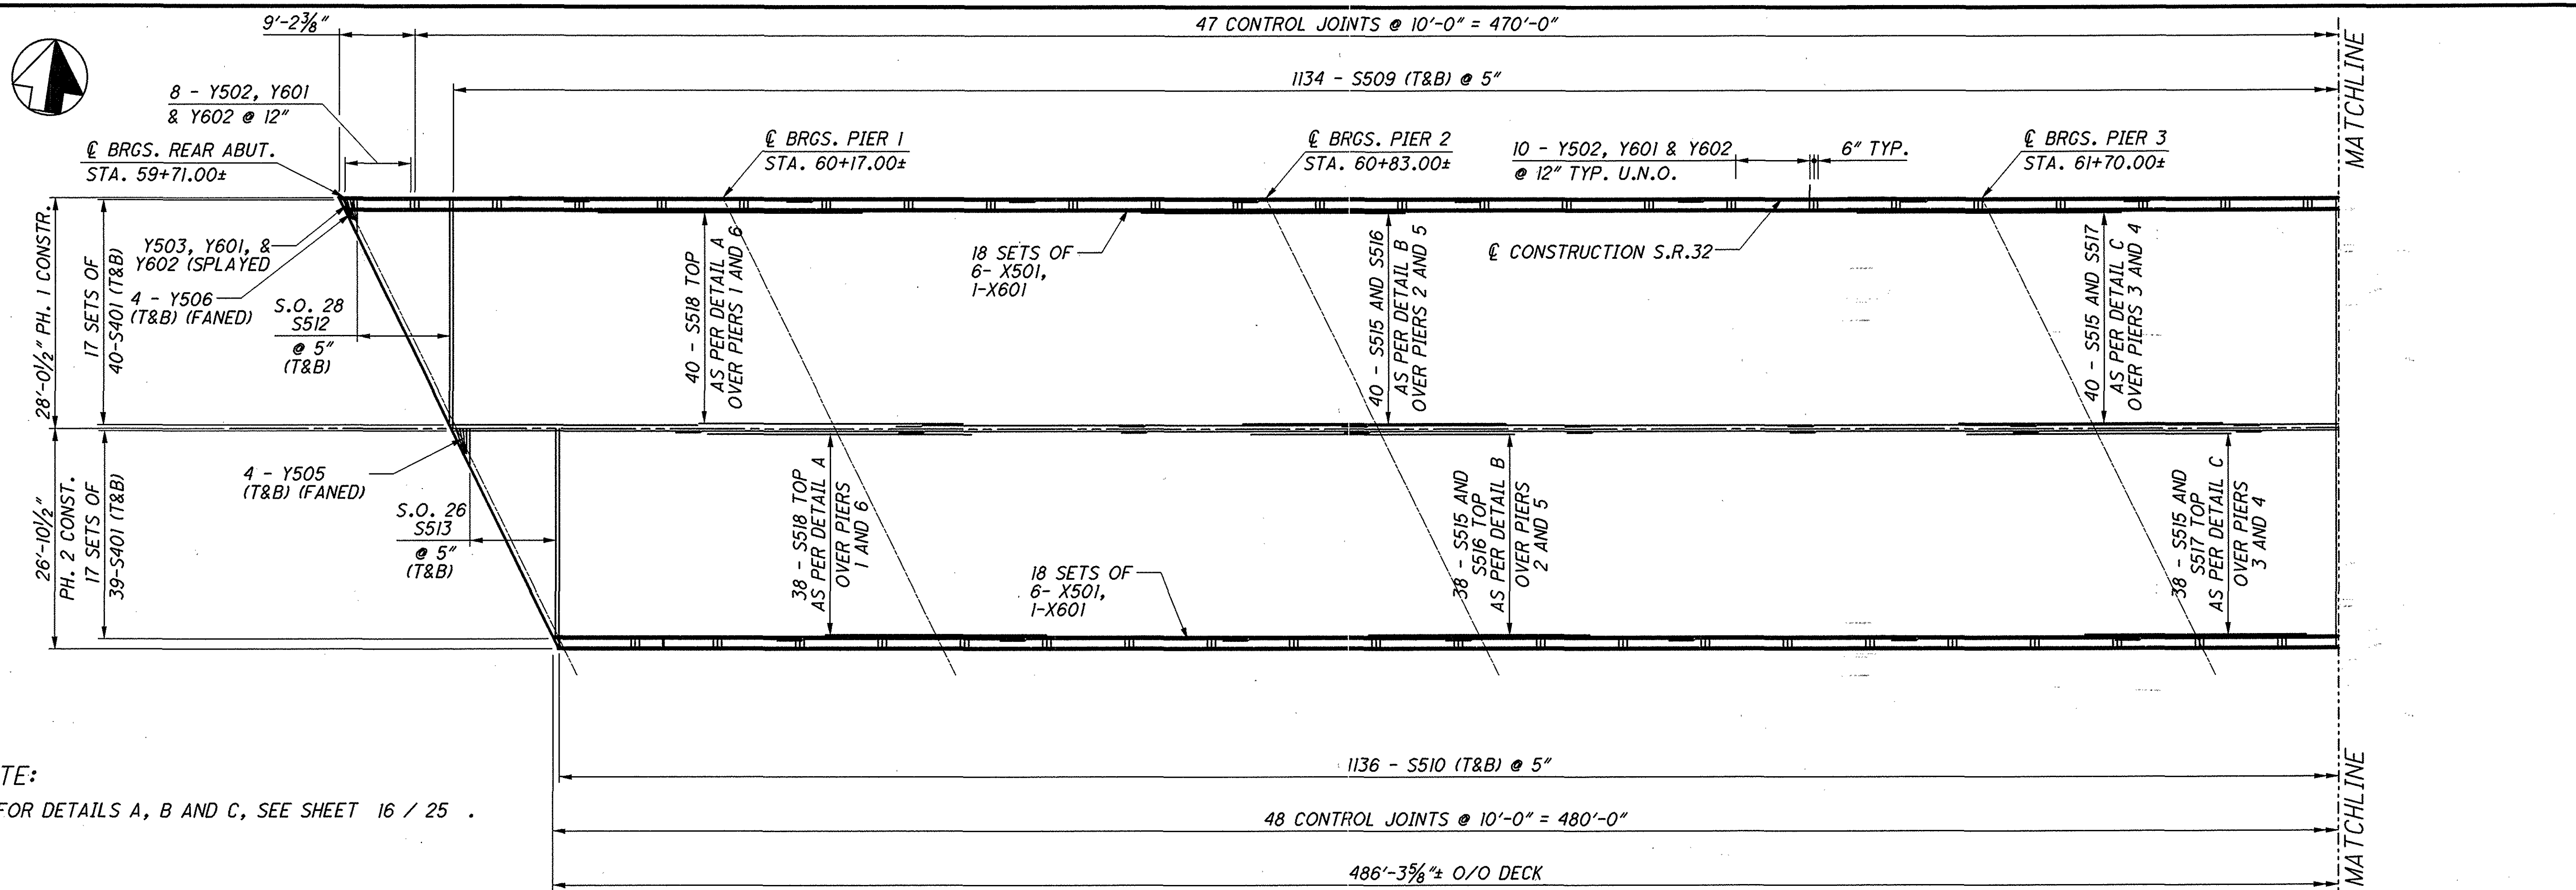 9'-2⅜"
47 CONTROL JOINTS @ 10'-0" = 470'-0"
MATCHLINE
1134 - S509 (T&B) @ 5"
8 - Y502, Y601
& Y602 @ 12"
℄ BRGS. REAR ABUT.
STA. 59+71.00±
℄ BRGS. PIER 1
STA. 60+17.00±
℄ BRGS. PIER 2
STA. 60+83.00±
10 - Y502, Y601 & Y602
@ 12" TYP. U.N.O.
6" TYP.
℄ BRGS. PIER 3
STA. 61+70.00±
28'-0½" PH. 1 CONSTR.
17 SETS OF
40-S401 (T&B)
Y503, Y601, &
Y602 (SPLAYED
4 - Y506
(T&B) (FANED)
S.O. 28
S512
@ 5"
(T&B)
40 - S518 TOP
AS PER DETAIL A
OVER PIERS 1 AND 6
18 SETS OF
6- X501,
1-X601
40 - S515 AND S516
AS PER DETAIL B
OVER PIERS 2 AND 5
℄ CONSTRUCTION S.R.32
40 - S515 AND S517
AS PER DETAIL C
OVER PIERS 3 AND 4
26'-10½"
PH. 2 CONST.
17 SETS OF
39-S401 (T&B)
4 - Y505
(T&B) (FANED)
S.O. 26
S513
@ 5"
(T&B)
38 - S518 TOP
AS PER DETAIL A
OVER PIERS
1 AND 6
18 SETS OF
6- X501,
1-X601
38 - S515 AND
S516 TOP
AS PER DETAIL B
OVER PIERS
2 AND 5
38 - S515 AND
S517 TOP
AS PER DETAIL C
OVER PIERS
3 AND 4
1136 - S510 (T&B) @ 5"
MATCHLINE
TE:
FOR DETAILS A, B AND C, SEE SHEET 16 / 25 .
48 CONTROL JOINTS @ 10'-0" = 480'-0"
486'-3⅝"± O/O DECK